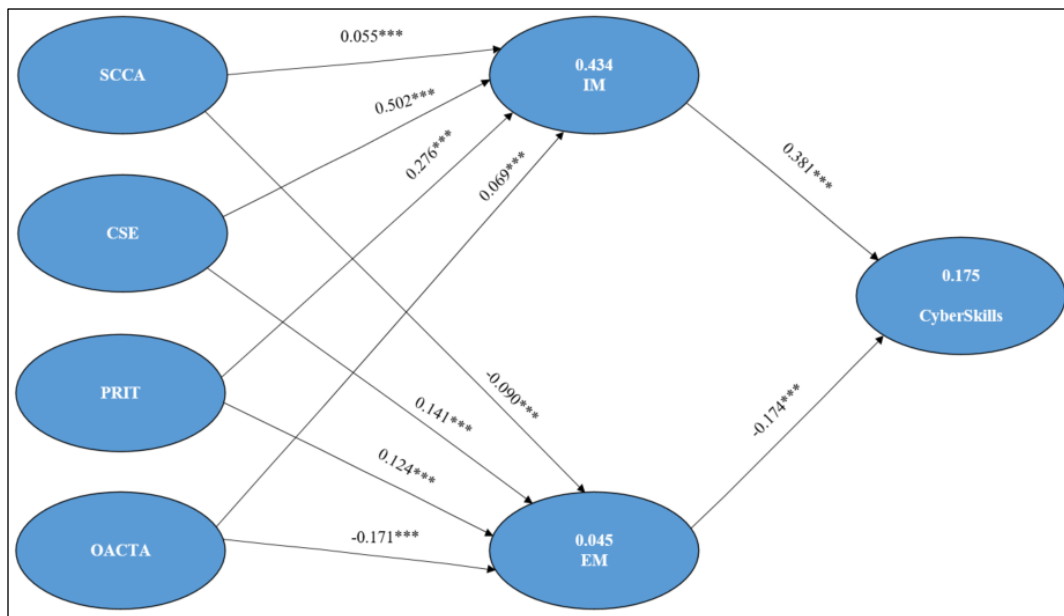 0.055***
SCCA
0.434
IM
0.502***
0.276***
0.069***
0.381***
CSE
0.175
CyberSkills
PRIT
-0.090***
0.141***
0.124***
-0.174***
OACTA
-0.171***
0.045
EM